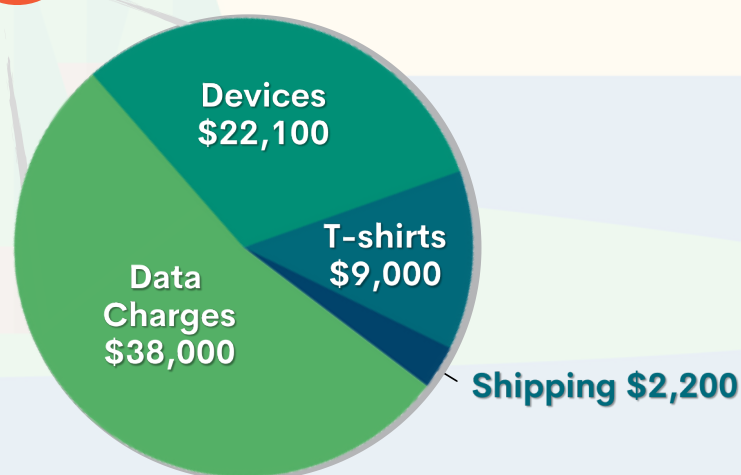 Devices
$22,100
T-shirts
$9,000
Data
Charges
$38,000
Shipping $2,200